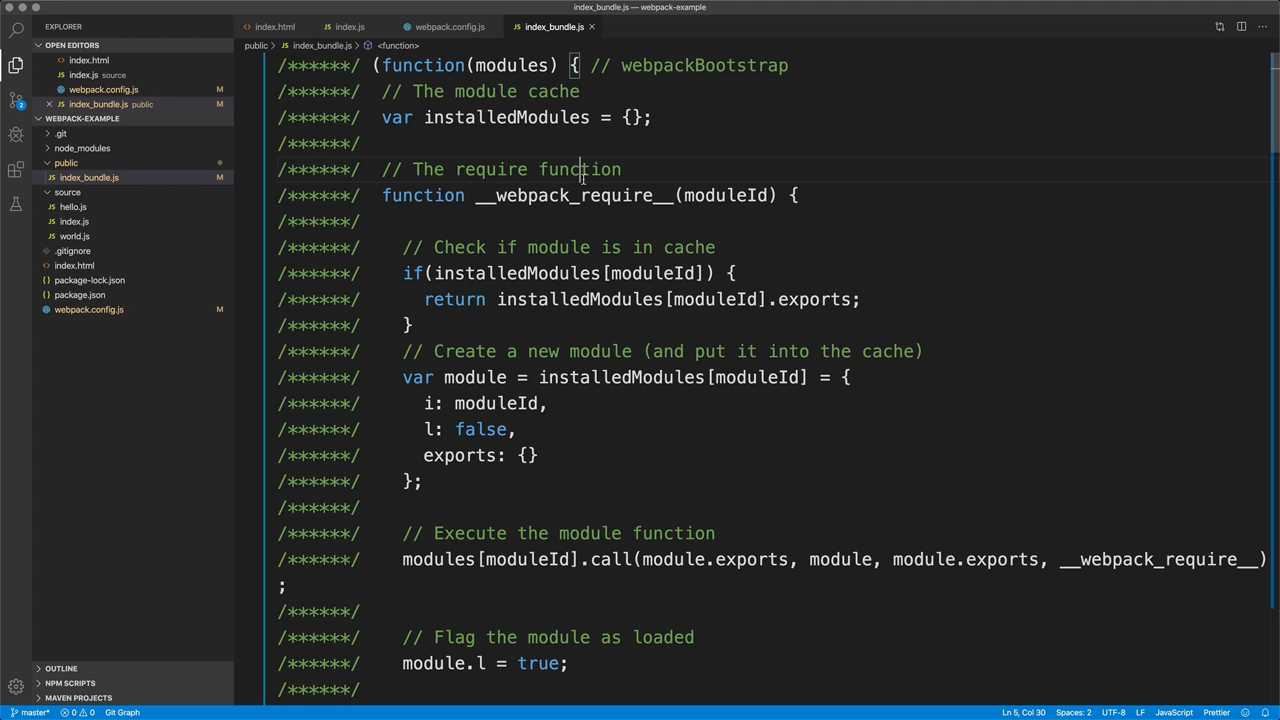 index_bundle.js — webpack-example
EXPLORER
index.html
index.js
webpack.config.js
index_bundle.js
public
index_bundle.js
<function>
OPEN EDITORS
index.html
index.js source
webpack.config.js M
index_bundle.js public
WEBPACK-EXAMPLE
.git
node_modules
public
index_bundle.js
source
hello.js
index.js
world.js
.gitignore
index.html
package-lock.json
package.json
webpack.config.js M
OUTLINE
NPM SCRIPTS
MAVEN PROJECTS
2
/******/ (function(modules) { // webpackBootstrap
/******/ // The module cache
/******/ var installedModules = {};
/******/
/******/ // The require function
/******/ function __webpack_require__(moduleId) {
/******/
/******/ // Check if module is in cache
/******/ if(installedModules[moduleId]) {
/******/ return installedModules[moduleId].exports;
/******/ }
/******/ // Create a new module (and put it into the cache)
/******/ var module = installedModules[moduleId] = {
/******/ i: moduleId,
/******/ l: false,
/******/ exports: {}
/******/ };
/******/
/******/ // Execute the module function
/******/ modules[moduleId].call(module.exports, module, module.exports, __webpack_require__)
;
/******/
/******/ // Flag the module as loaded
/******/ module.l = true;
/******/
master*
0
0
Git Graph
Ln 5, Col 30
Spaces: 2
UTF-8
LF
JavaScript
Prettier